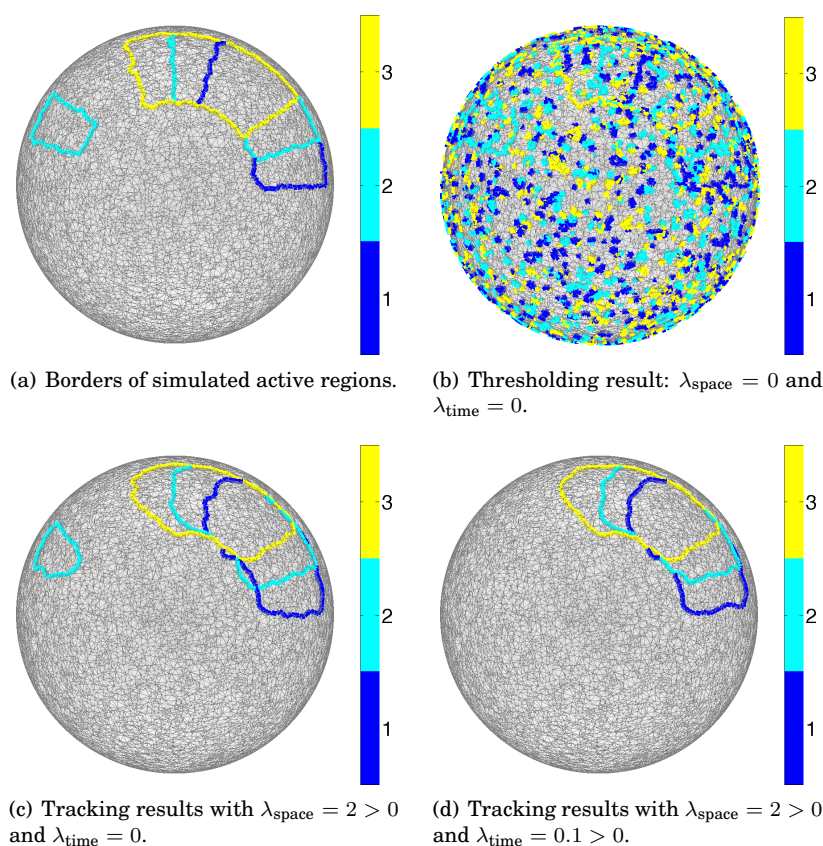 3
2
1
3
2
1
(a) Borders of simulated active regions.
(b) Thresholding result: λspace = 0 and
λtime = 0.
3
2
1
3
2
1
(c) Tracking results with λspace = 2 > 0
and λtime = 0.
(d) Tracking results with λspace = 2 > 0
and λtime = 0.1 > 0.